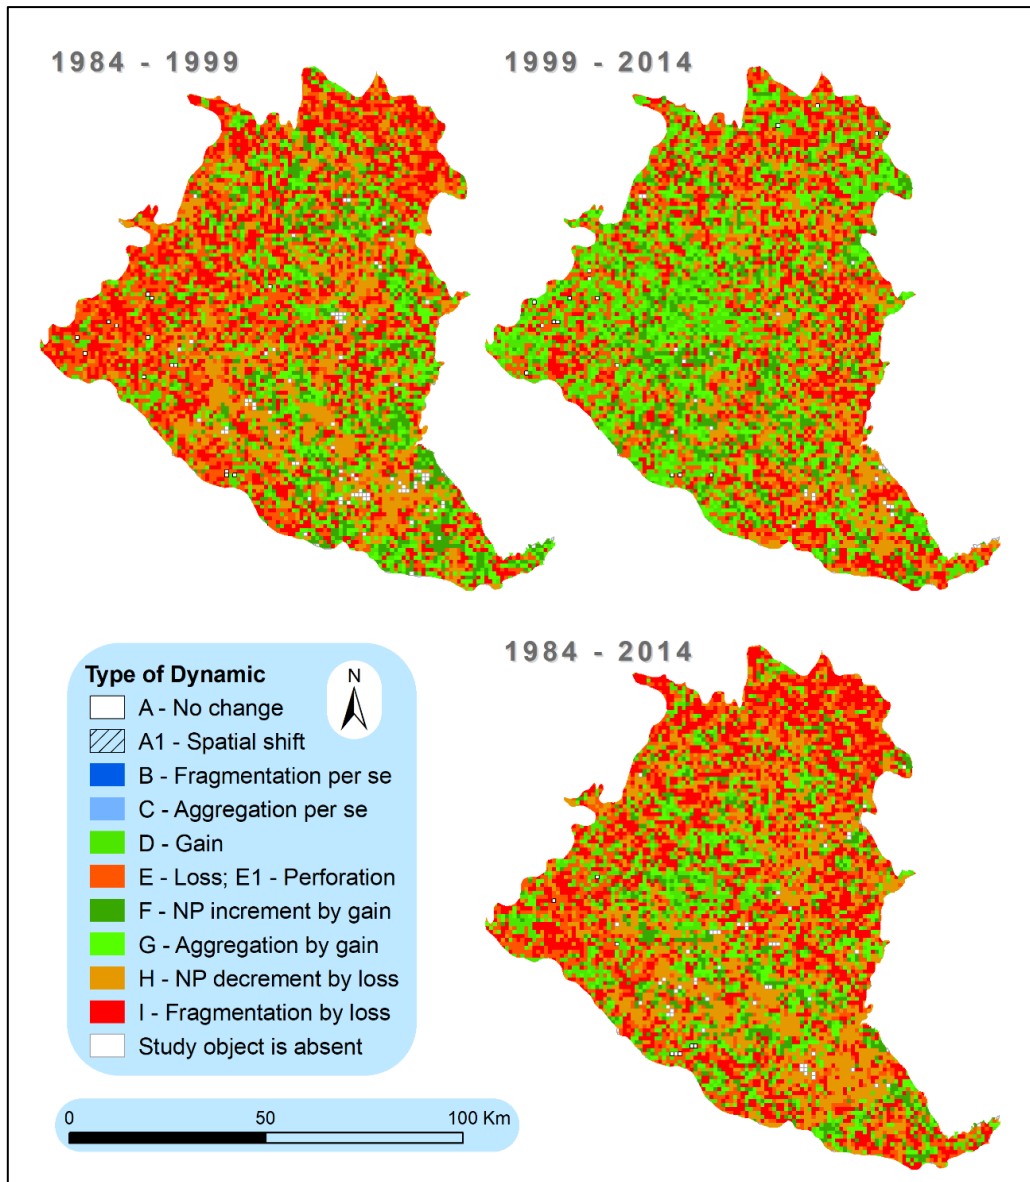 1984 - 1999
1999 - 2014
1984 - 2014
Type of Dynamic
N
A - No change
A1 - Spatial shift
B - Fragmentation per se
C - Aggregation per se
D - Gain
E - Loss; E1 - Perforation
F - NP increment by gain
G - Aggregation by gain
H - NP decrement by loss
I - Fragmentation by loss
Study object is absent
0 50 100 Km